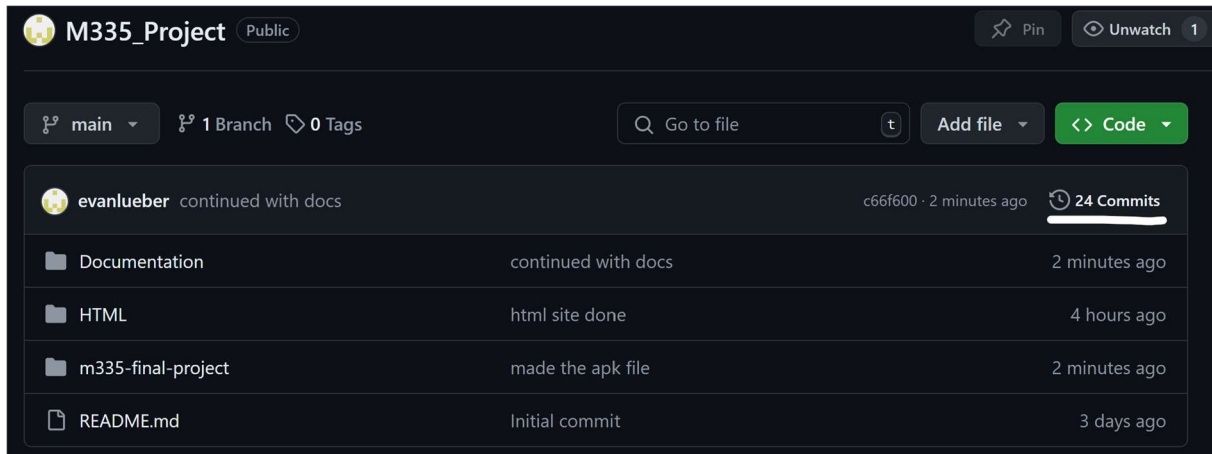 M335_Project Public Pin Unwatch 1
main 1 Branch 0 Tags Go to file t Add file <> Code
evanlueber continued with docs c66f600 · 2 minutes ago 24 Commits
Documentation continued with docs 2 minutes ago
HTML html site done 4 hours ago
m335-final-project made the apk file 2 minutes ago
README.md Initial commit 3 days ago